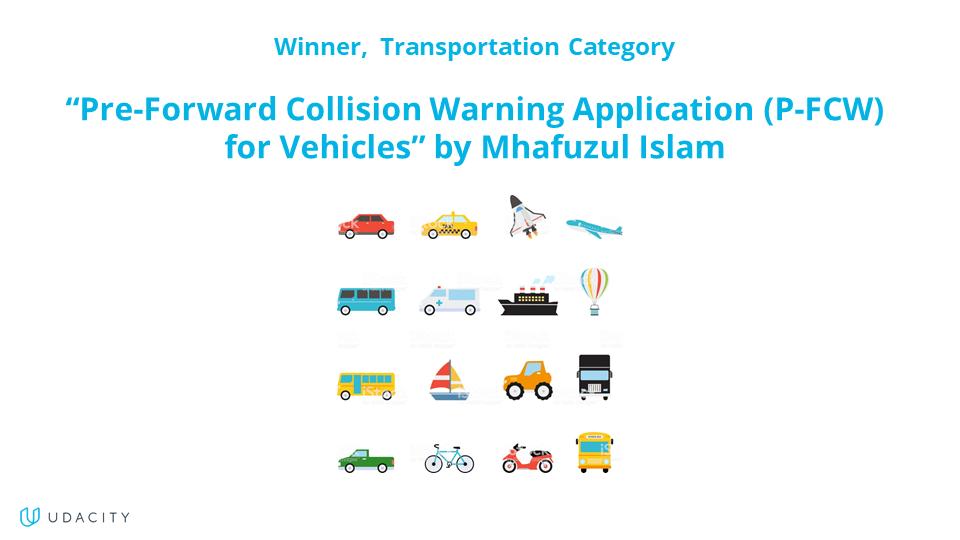 Winner, Transportation Category
“Pre-Forward Collision Warning Application (P-FCW)
for Vehicles” by Mhafuzul Islam
UDACITY